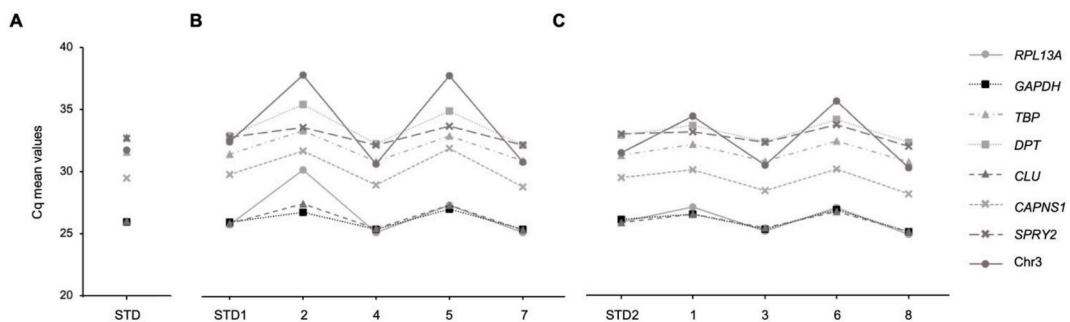 A
B
C
Cq mean values
40
35
30
25
20
STD
STD1 2 4 5 7
STD2 1 3 6 8
RPL13A
GAPDH
TBP
DPT
CLU
CAPNS1
SPRY2
Chr3